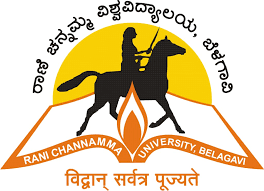 ರಾಣಿ ಚನ್ನಮ್ಮ ವಿಶ್ವವಿದ್ಯಾಲಯ, ಬೆಳಗಾವಿ
RANI CHANNAMMA UNIVERSITY, BELAGAVI
विद्वान् सर्वत्र पूज्यते